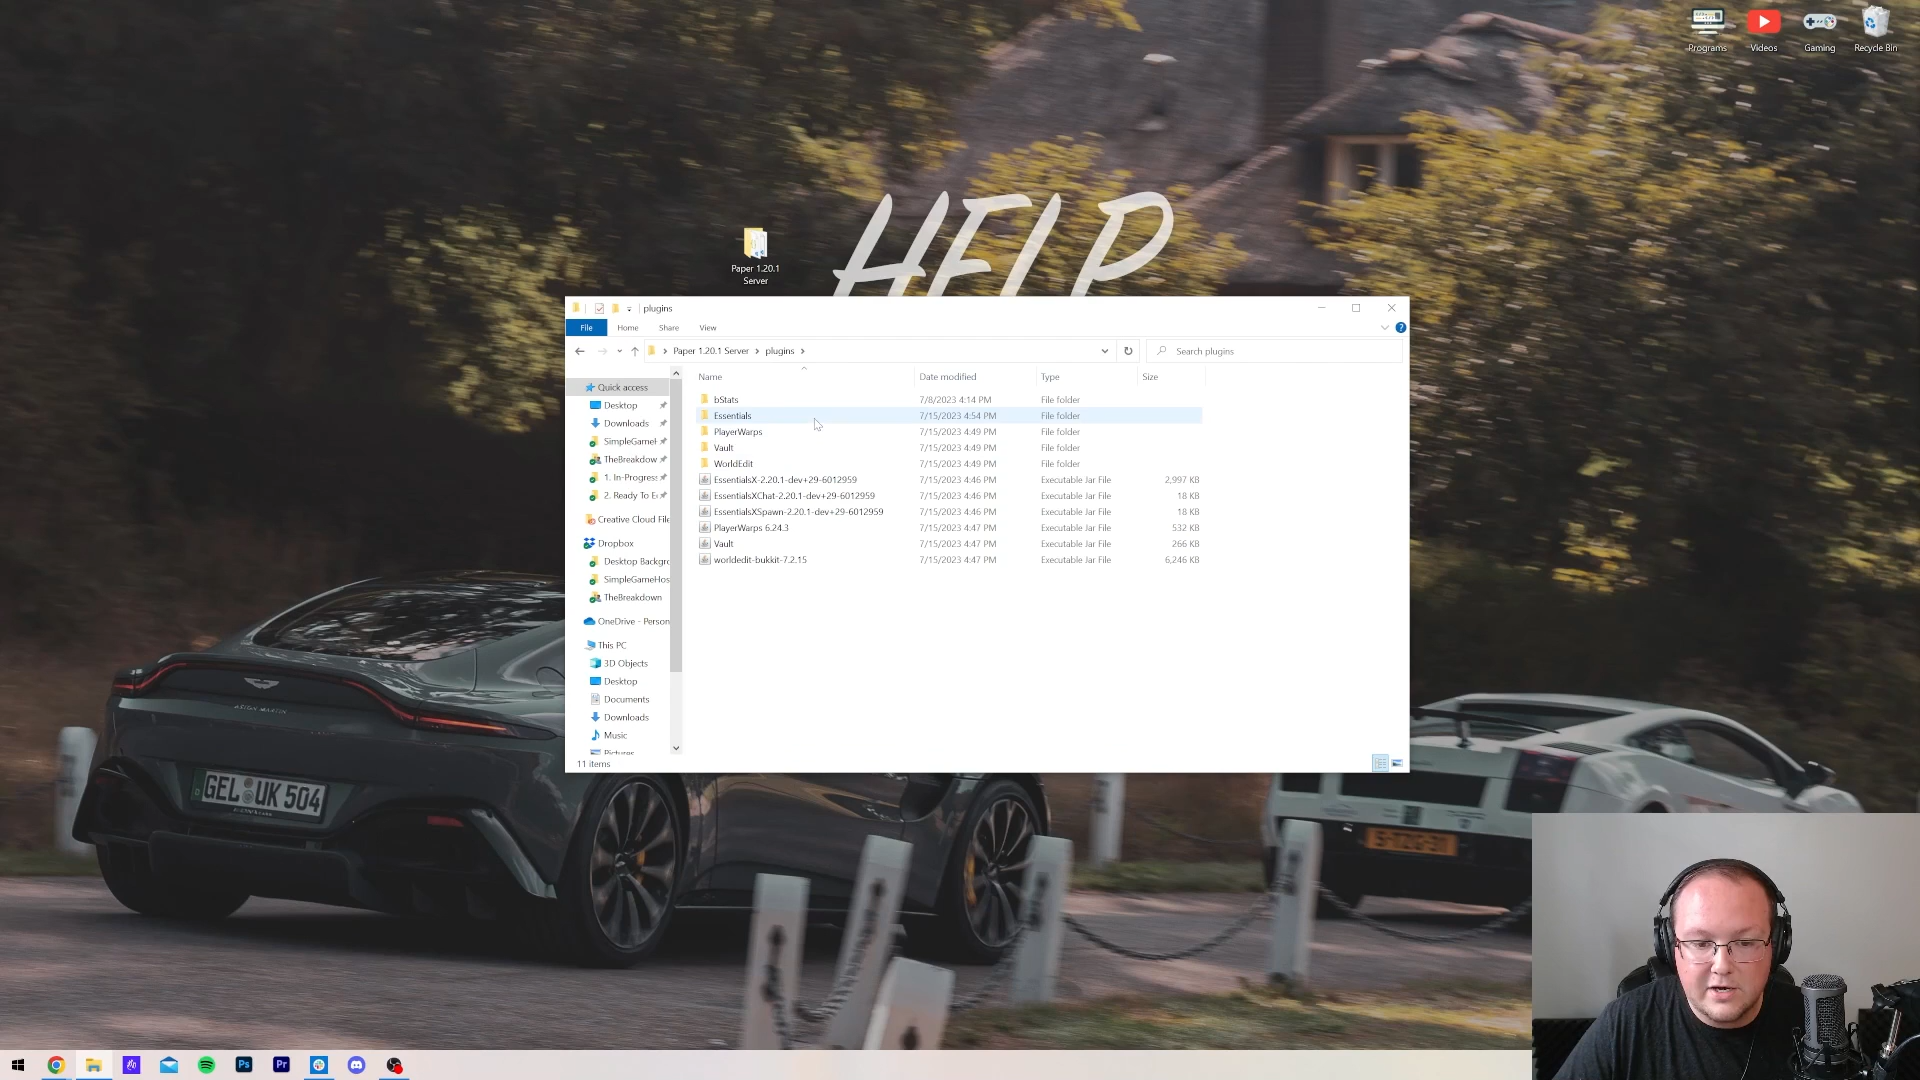 Programs
Videos
Gaming
Recycle Bin
HELP
Paper 1.20.1
Server
plugins
File
Home
Share
View
Paper 1.20.1 Server
plugins
Search plugins
Name
Date modified
Type
Size
Quick access
Desktop
Downloads
SimpleGameH
TheBreakdow
1. In-Progress
2. Ready To E
Creative Cloud File
Dropbox
Desktop Backgro
SimpleGameHos
TheBreakdown
OneDrive - Person
This PC
3D Objects
Desktop
Documents
Downloads
Music
Pictures
bStats 7/8/2023 4:14 PM File folder
Essentials 7/15/2023 4:54 PM File folder
PlayerWarps 7/15/2023 4:49 PM File folder
Vault 7/15/2023 4:49 PM File folder
WorldEdit 7/15/2023 4:49 PM File folder
EssentialsX-2.20.1-dev+29-6012959 7/15/2023 4:46 PM Executable Jar File 2,997 KB
EssentialsXChat-2.20.1-dev+29-6012959 7/15/2023 4:46 PM Executable Jar File 18 KB
EssentialsXSpawn-2.20.1-dev+29-6012959 7/15/2023 4:46 PM Executable Jar File 18 KB
PlayerWarps 6.24.3 7/15/2023 4:47 PM Executable Jar File 532 KB
Vault 7/15/2023 4:47 PM Executable Jar File 266 KB
worldedit-bukkit-7.2.15 7/15/2023 4:47 PM Executable Jar File 6,246 KB
11 items
ASTON MARTIN
GEL UK 504
Ps
Pr